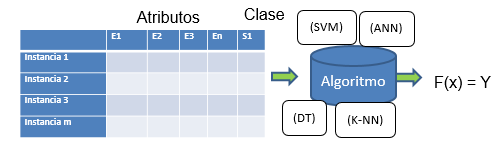 Atributos Clase
E1 E2 E3 En S1
Instancia 1
Instancia 2
Instancia 3
Instancia m
(SVM) (ANN)
Algoritmo
F(x) = Y
(DT) (K-NN)